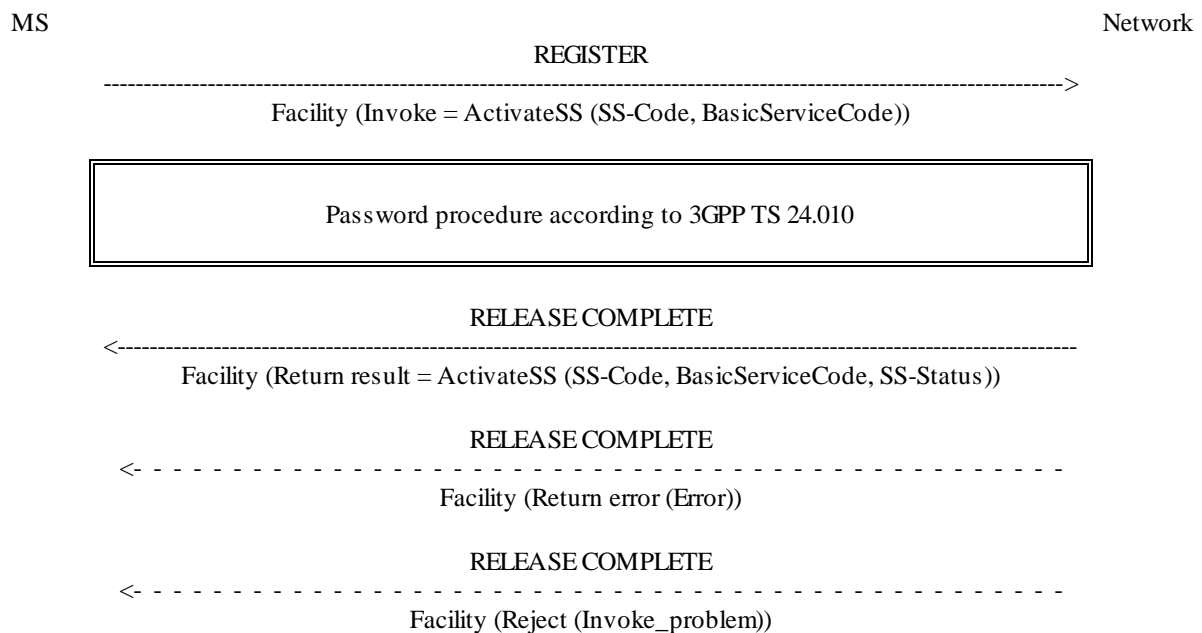 MS Network
REGISTER
------------------------------------------------------------------------------------------------------------------------>
Facility (Invoke = ActivateSS (SS-Code, BasicServiceCode))
Password procedure according to 3GPP TS 24.010
RELEASE COMPLETE
<------------------------------------------------------------------------------------------------------------------------
Facility (Return result = ActivateSS (SS-Code, BasicServiceCode, SS-Status))
RELEASE COMPLETE
<- - - - - - - - - - - - - - - - - - - - - - - - - - - - - - - - - - - - - - - - - - - - - - -
Facility (Return error (Error))
RELEASE COMPLETE
<- - - - - - - - - - - - - - - - - - - - - - - - - - - - - - - - - - - - - - - - - - - - - - -
Facility (Reject (Invoke_problem))